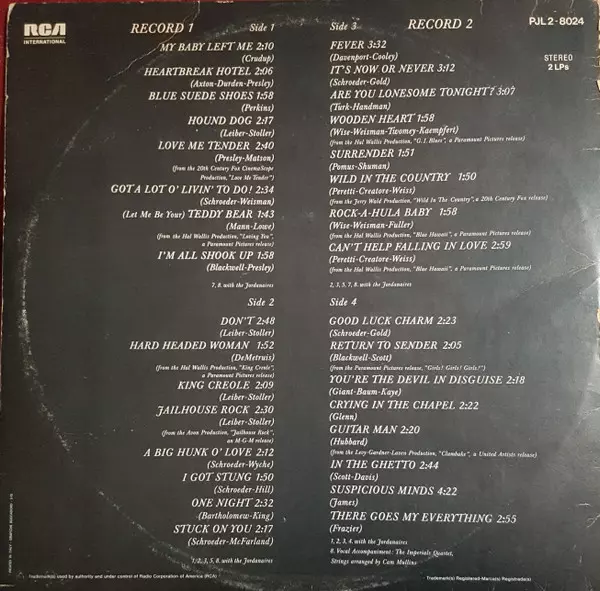 RCA
INTERNATIONAL
RECORD 1
Side 1
MY BABY LEFT ME 2:10
(Crudup)
HEARTBREAK HOTEL 2:06
(Axton-Durden-Presley)
BLUE SUEDE SHOES 1:58
(Perkins)
HOUND DOG 2:17
(Leiber-Stoller)
LOVE ME TENDER 2:40
(Presley-Matson)
(from the 20th Century Fox CinemaScope
Production, "Love Me Tender")
GOT A LOT O' LIVIN' TO DO! 2:34
(Schroeder-Weisman)
(Let Me Be Your) TEDDY BEAR 1:43
(Mann-Lowe)
(from the Hal Wallis Production, "Loving You",
a Paramount Pictures release)
I'M ALL SHOOK UP 1:58
(Blackwell-Presley)
7, 8. with the Jordanaires
Side 2
DON'T 2:48
(Leiber-Stoller)
HARD HEADED WOMAN 1:52
(DeMetruis)
(from the Hal Wallis Production, "King Creole",
a Paramount Pictures release)
KING CREOLE 2:09
(Leiber-Stoller)
JAILHOUSE ROCK 2:30
(Leiber-Stoller)
(from the Avon Production, "Jailhouse Rock",
an M-G-M release)
A BIG HUNK O' LOVE 2:12
(Schroeder-Wyche)
I GOT STUNG 1:50
(Schroeder-Hill)
ONE NIGHT 2:32
(Bartholomew-King)
STUCK ON YOU 2:17
(Schroeder-McFarland)
1, 2, 3, 5, 8. with the Jordanaires
Side 3
RECORD 2
PJL 2-8024
STEREO
2 LPs
FEVER 3:32
(Davenport-Cooley)
IT'S NOW OR NEVER 3:12
(Schroeder-Gold)
ARE YOU LONESOME TONIGHT? 3:07
(Turk-Handman)
WOODEN HEART 1:58
(Wise-Weisman-Twomey-Kaempfert)
(from the Hal Wallis Production, "G.I. Blues", a Paramount Pictures release)
SURRENDER 1:51
(Pomus-Shuman)
WILD IN THE COUNTRY 1:50
(Peretti-Creatore-Weiss)
(from the Jerry Wald Production, "Wild In The Country", a 20th Century Fox release)
ROCK-A-HULA BABY 1:58
(Wise-Weisman-Fuller)
(from the Hal Wallis Production, "Blue Hawaii", a Paramount Pictures release)
CAN'T HELP FALLING IN LOVE 2:59
(Peretti-Creatore-Weiss)
(from the Hal Wallis Production, "Blue Hawaii", a Paramount Pictures release)
2, 3, 5, 7, 8. with the Jordanaires
Side 4
GOOD LUCK CHARM 2:23
(Schroeder-Gold)
RETURN TO SENDER 2:05
(Blackwell-Scott)
(from the Paramount Pictures release, "Girls! Girls! Girls!")
YOU'RE THE DEVIL IN DISGUISE 2:18
(Giant-Baum-Kaye)
CRYING IN THE CHAPEL 2:22
(Glenn)
GUITAR MAN 2:20
(Hubbard)
(from the Levy-Gardner-Laven Production, "Clambake", a United Artists release)
IN THE GHETTO 2:44
(Scott-Davis)
SUSPICIOUS MINDS 4:22
(James)
THERE GOES MY EVERYTHING 2:55
(Frazier)
1, 2, 3, 4. with the Jordanaires
8. Vocal Accompaniment: The Imperials Quartet,
Strings arranged by Cam Mullins
PRINTED IN ITALY
Trademark(s) used by authority and under control of Radio Corporation of America (RCA)
Trademark(s) Registered-Marca(s) Registrada(s)